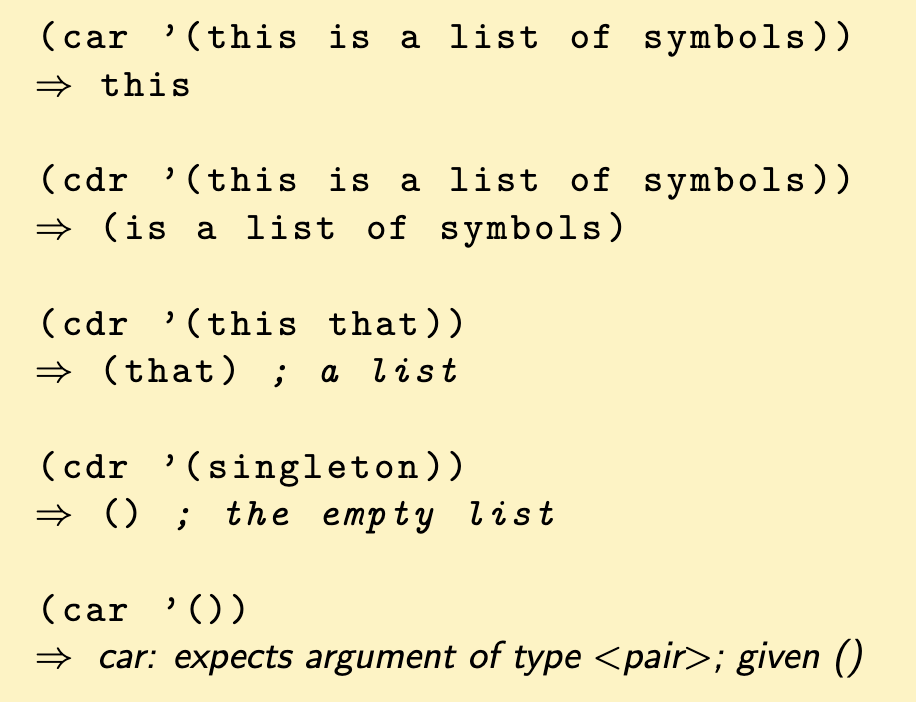 (car ’(this is a list of symbols))
⇒ this
(cdr ’(this is a list of symbols))
⇒ (is a list of symbols)
(cdr ’(this that))
⇒ (that) ; a list
(cdr ’(singleton))
⇒ () ; the empty list
(car ’())
⇒ car: expects argument of type <pair>; given ()